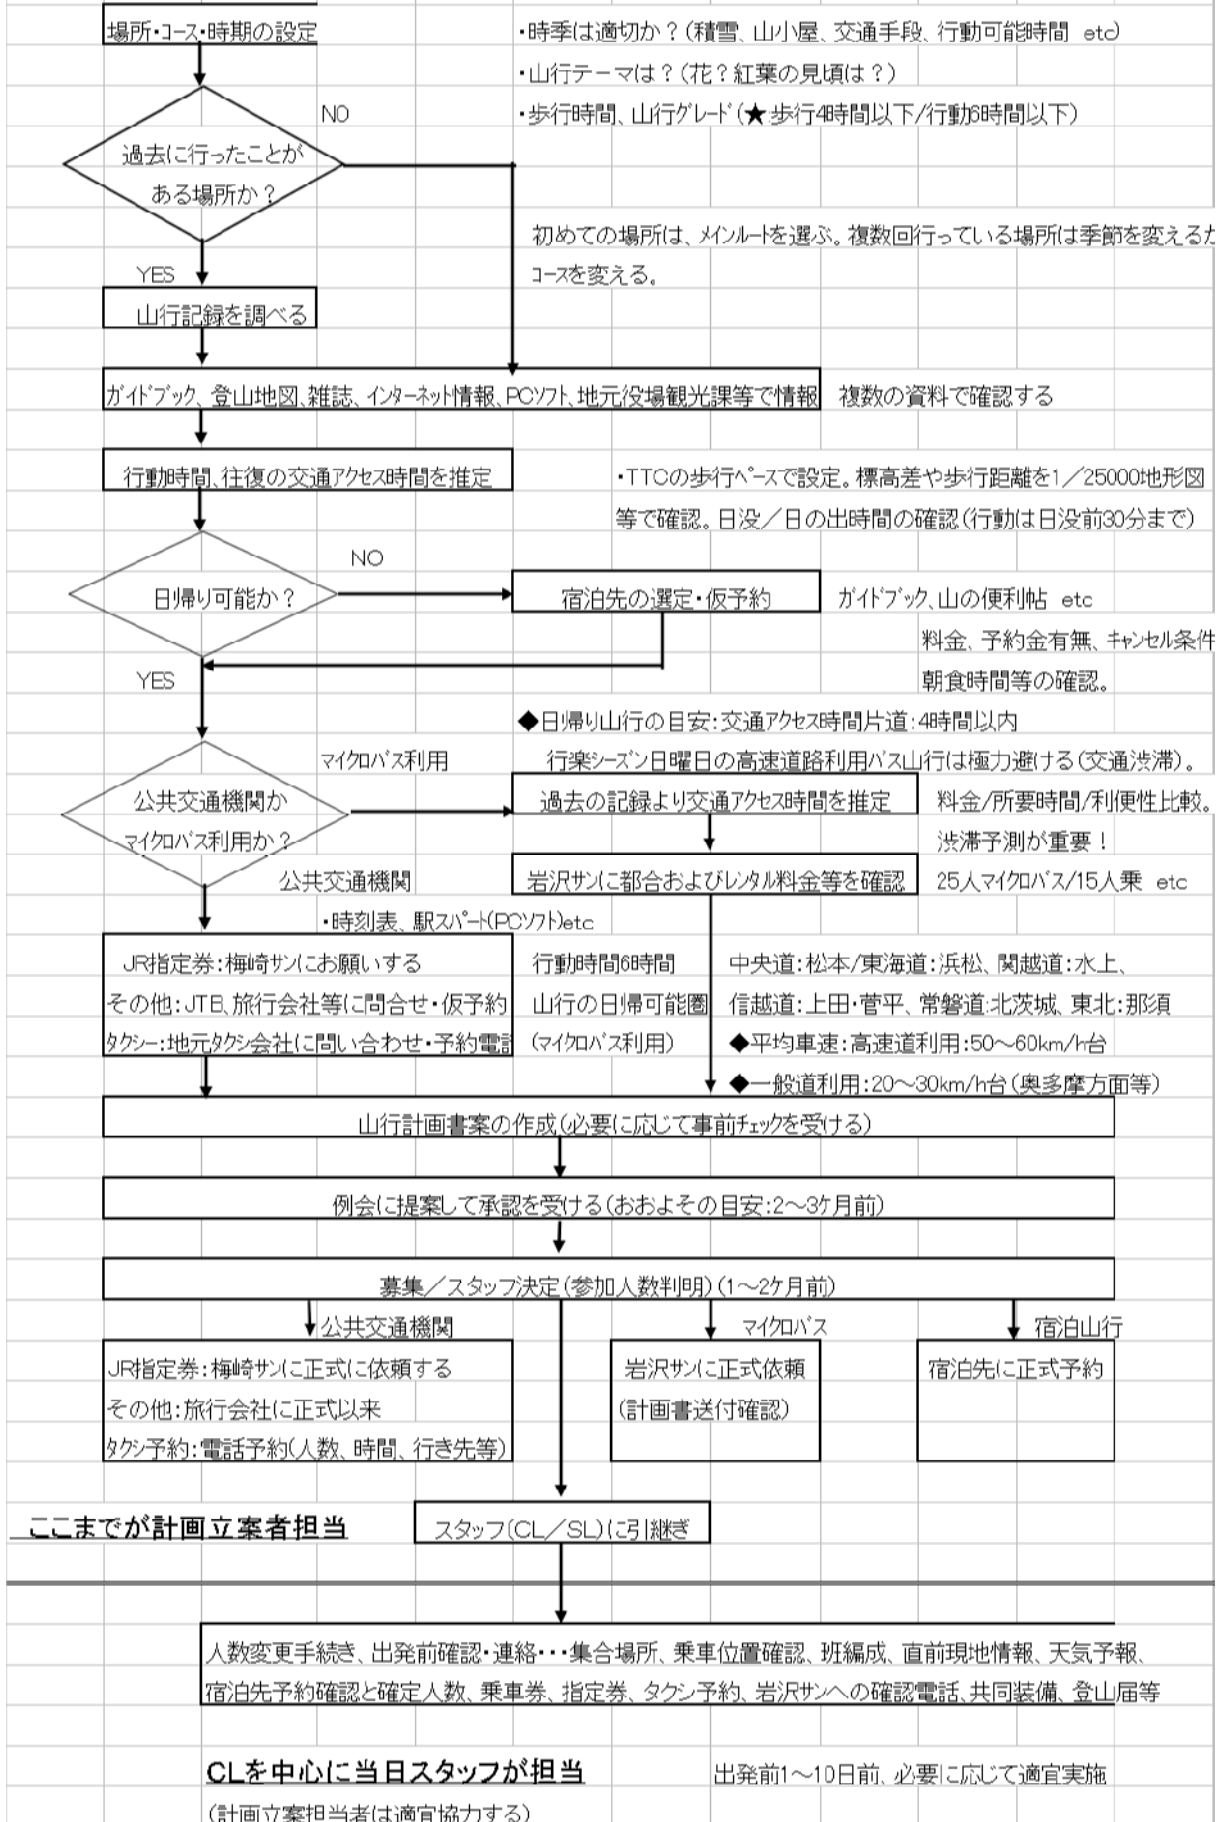 場所・コース・時期の設定
・時季は適切か？(積雪、山小屋、交通手段、行動可能時間 etc)
・山行テーマは？(花？紅葉の見頃は？)
NO
・歩行時間、山行グレード(★歩行4時間以下/行動6時間以下)
過去に行ったことが
ある場所か？
初めての場所は、メインルートを選ぶ。複数回行っている場所は季節を変えるか
コースを変える。
YES
山行記録を調べる
ガイドブック、登山地図、雑誌、インターネット情報、PCソフト、地元役場観光課等で情報
複数の資料で確認する
行動時間、往復の交通アクセス時間を推定
・TTCの歩行ペースで設定。標高差や歩行距離を1／25000地形図
等で確認。日没／日の出時間の確認(行動は日没前30分まで)
NO
日帰り可能か？
宿泊先の選定・仮予約
ガイドブック、山の便利帖 etc
料金、予約金有無、キャンセル条件
朝食時間等の確認。
YES
◆日帰り山行の目安：交通アクセス時間片道：4時間以内
マイクロバス利用
行楽シーズン日曜日の高速道路利用バス山行は極力避ける(交通渋滞)。
公共交通機関か
マイクロバス利用か？
過去の記録より交通アクセス時間を推定
料金/所要時間/利便性比較。
渋滞予測が重要！
公共交通機関
岩沢サンに都合およびレンタル料金等を確認
25人マイクロバス/15人乗 etc
・時刻表、駅スパート(PCソフト)etc
JR指定券：梅崎サンにお願いする
その他：JTB、旅行会社等に問合せ・仮予約
タクシー：地元タクシ会社に問い合わせ・予約電話
行動時間6時間
山行の日帰可能圏
(マイクロバス利用)
中央道：松本/東海道：浜松、関越道：水上、
信越道：上田・菅平、常磐道:北茨城、東北：那須
◆平均車速：高速道利用：50～60km/h台
◆一般道利用：20～30km/h台(奥多摩方面等)
山行計画書案の作成(必要に応じて事前チェックを受ける)
例会に提案して承認を受ける(おおよその目安：2～3ケ月前)
募集／スタッフ決定(参加人数判明)(1～2ケ月前)
公共交通機関
マイクロバス
宿泊山行
JR指定券：梅崎サンに正式に依頼する
その他：旅行会社に正式以来
タクシ予約：電話予約(人数、時間、行き先等)
岩沢サンに正式依頼
(計画書送付確認)
宿泊先に正式予約
ここまでが計画立案者担当
スタッフ(CL／SL)に引継ぎ
人数変更手続き、出発前確認・連絡・・・集合場所、乗車位置確認、班編成、直前現地情報、天気予報、
宿泊先予約確認と確定人数、乗車券、指定券、タクシ予約、岩沢サンへの確認電話、共同装備、登山届等
CLを中心に当日スタッフが担当
出発前1～10日前、必要に応じて適宜実施
(計画立案担当者は適宜協力する)